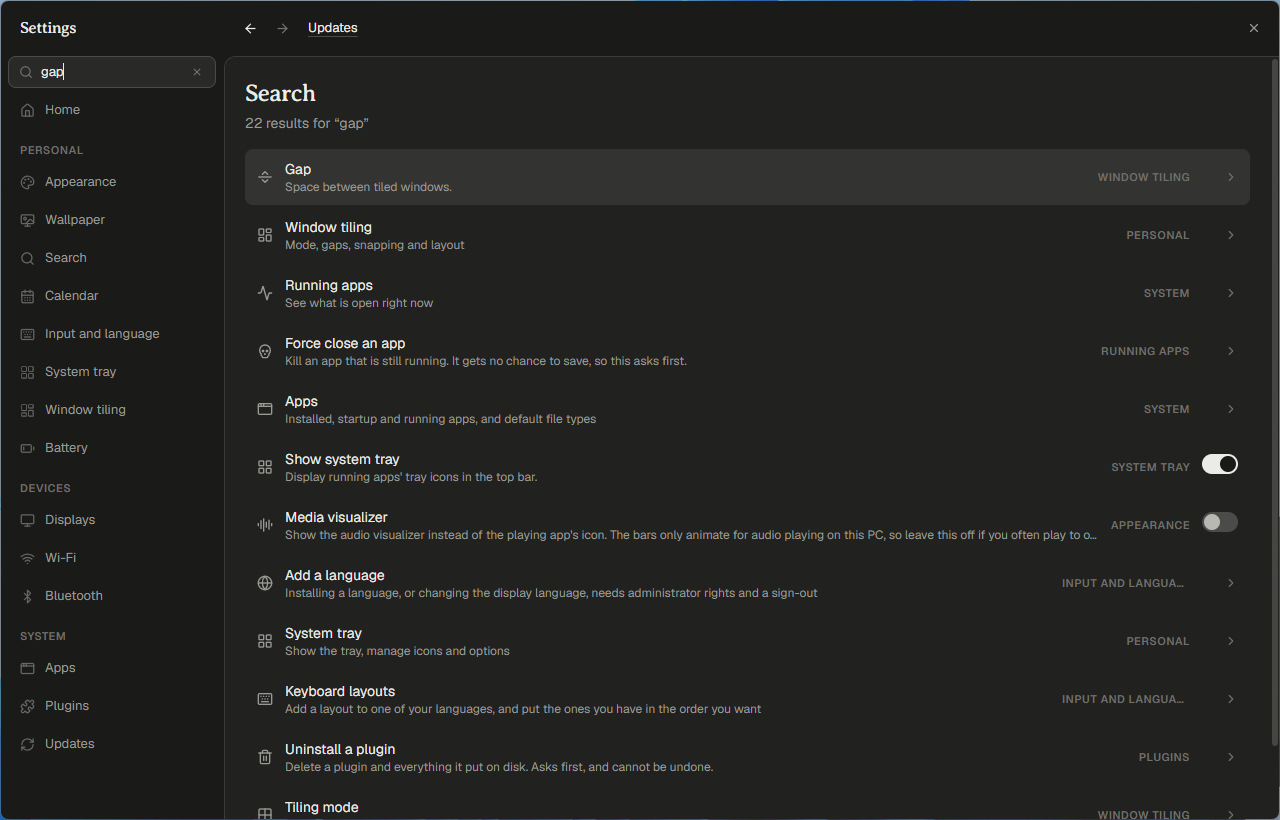 Settings
Updates
gap
Home
PERSONAL
Appearance
Wallpaper
Search
Calendar
Input and language
System tray
Window tiling
Battery
DEVICES
Displays
Wi-Fi
Bluetooth
SYSTEM
Apps
Plugins
Updates
Search
22 results for “gap”
Gap
Space between tiled windows.
WINDOW TILING
Window tiling
Mode, gaps, snapping and layout
PERSONAL
Running apps
See what is open right now
SYSTEM
Force close an app
Kill an app that is still running. It gets no chance to save, so this asks first.
RUNNING APPS
Apps
Installed, startup and running apps, and default file types
SYSTEM
Show system tray
Display running apps' tray icons in the top bar.
SYSTEM TRAY
Media visualizer
Show the audio visualizer instead of the playing app's icon. The bars only animate for audio playing on this PC, so leave this off if you often play to o...
APPEARANCE
Add a language
Installing a language, or changing the display language, needs administrator rights and a sign-out
INPUT AND LANGUA...
System tray
Show the tray, manage icons and options
PERSONAL
Keyboard layouts
Add a layout to one of your languages, and put the ones you have in the order you want
INPUT AND LANGUA...
Uninstall a plugin
Delete a plugin and everything it put on disk. Asks first, and cannot be undone.
PLUGINS
Tiling mode
WINDOW TILING